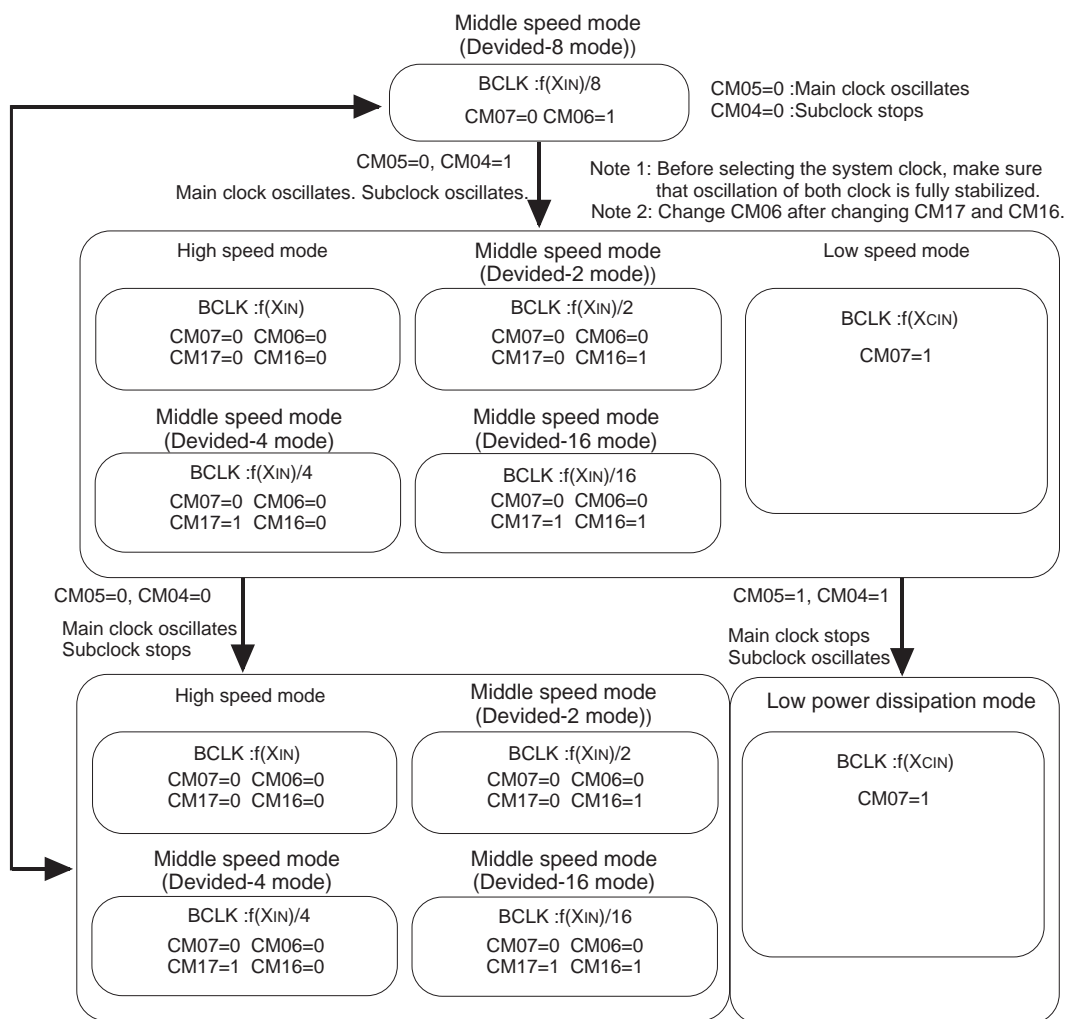 Middle speed mode
(Devided-8 mode))
BCLK :f(XIN)/8
CM07=0 CM06=1
CM05=0 :Main clock oscillates
CM04=0 :Subclock stops
CM05=0, CM04=1
Main clock oscillates. Subclock oscillates.
Note 1: Before selecting the system clock, make sure
that oscillation of both clock is fully stabilized.
Note 2: Change CM06 after changing CM17 and CM16.
High speed mode
BCLK :f(XIN)
CM07=0 CM06=0
CM17=0 CM16=0
Middle speed mode
(Devided-2 mode))
BCLK :f(XIN)/2
CM07=0 CM06=0
CM17=0 CM16=1
Low speed mode
BCLK :f(XCIN)
CM07=1
Middle speed mode
(Devided-4 mode)
BCLK :f(XIN)/4
CM07=0 CM06=0
CM17=1 CM16=0
Middle speed mode
(Devided-16 mode)
BCLK :f(XIN)/16
CM07=0 CM06=0
CM17=1 CM16=1
CM05=0, CM04=0
Main clock oscillates
Subclock stops
CM05=1, CM04=1
Main clock stops
Subclock oscillates
High speed mode
BCLK :f(XIN)
CM07=0 CM06=0
CM17=0 CM16=0
Middle speed mode
(Devided-2 mode))
BCLK :f(XIN)/2
CM07=0 CM06=0
CM17=0 CM16=1
Low power dissipation mode
BCLK :f(XCIN)
CM07=1
Middle speed mode
(Devided-4 mode)
BCLK :f(XIN)/4
CM07=0 CM06=0
CM17=1 CM16=0
Middle speed mode
(Devided-16 mode)
BCLK :f(XIN)/16
CM07=0 CM06=0
CM17=1 CM16=1